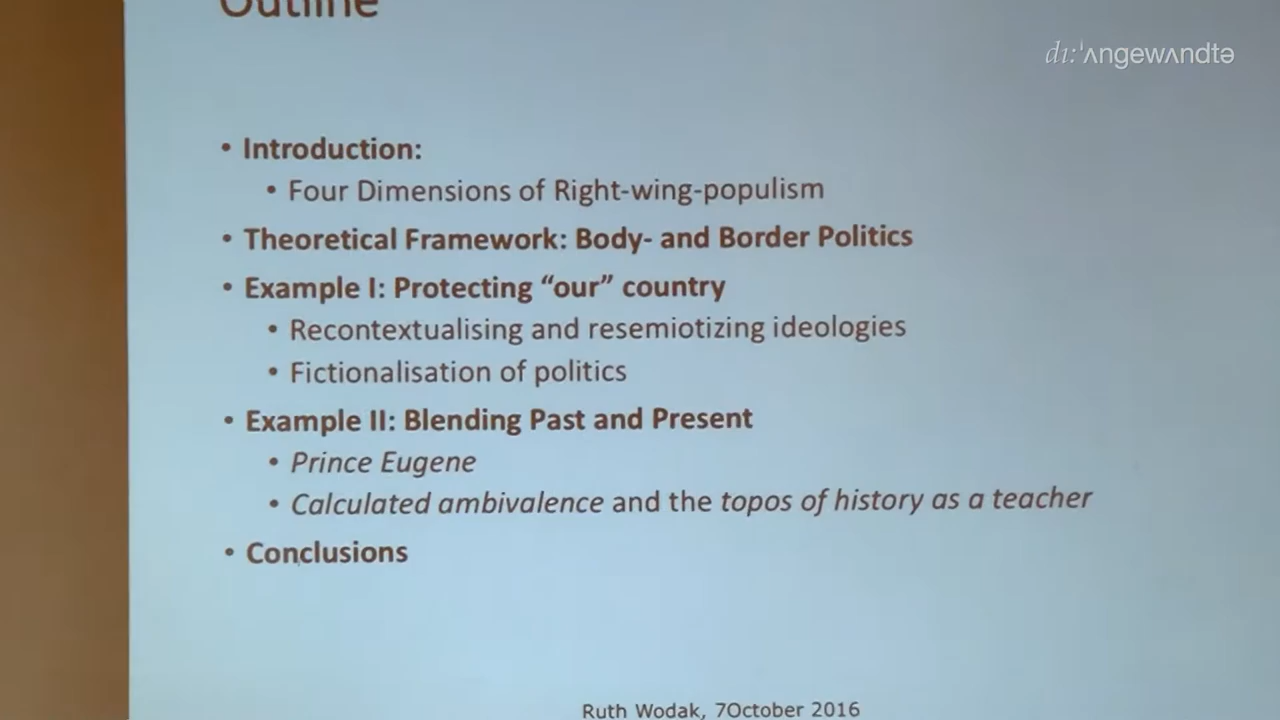 Outline
dı:ˈʌngewʌndtə
• Introduction:
• Four Dimensions of Right-wing-populism
• Theoretical Framework: Body- and Border Politics
• Example I: Protecting “our” country
• Recontextualising and resemiotizing ideologies
• Fictionalisation of politics
• Example II: Blending Past and Present
• Prince Eugene
• Calculated ambivalence and the topos of history as a teacher
• Conclusions
Ruth Wodak, 7October 2016